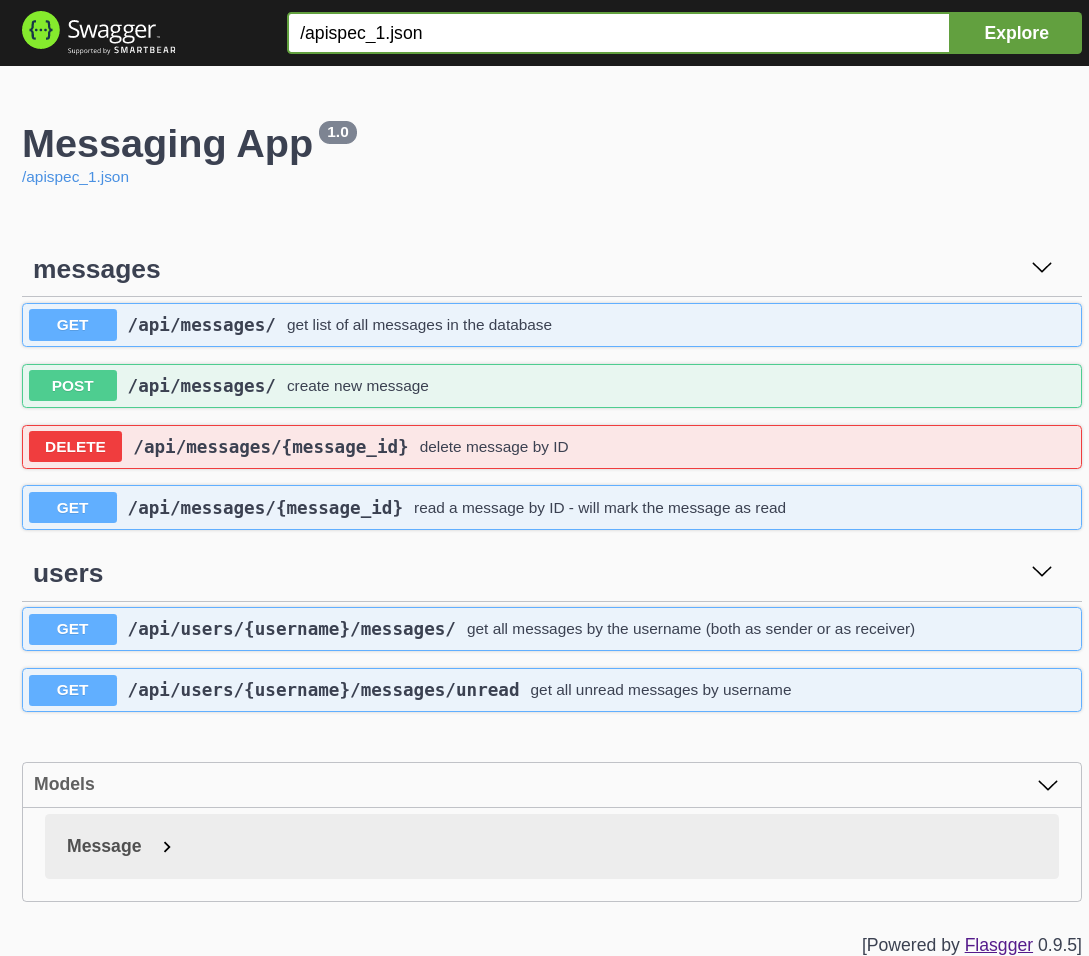 {···} Swagger™
Supported by SMARTBEAR
/apispec_1.json Explore
Messaging App 1.0
/apispec_1.json
messages
GET /api/messages/ get list of all messages in the database
POST /api/messages/ create new message
DELETE /api/messages/{message_id} delete message by ID
GET /api/messages/{message_id} read a message by ID - will mark the message as read
users
GET /api/users/{username}/messages/ get all messages by the username (both as sender or as receiver)
GET /api/users/{username}/messages/unread get all unread messages by username
Models
Message
[Powered by Flasgger 0.9.5]